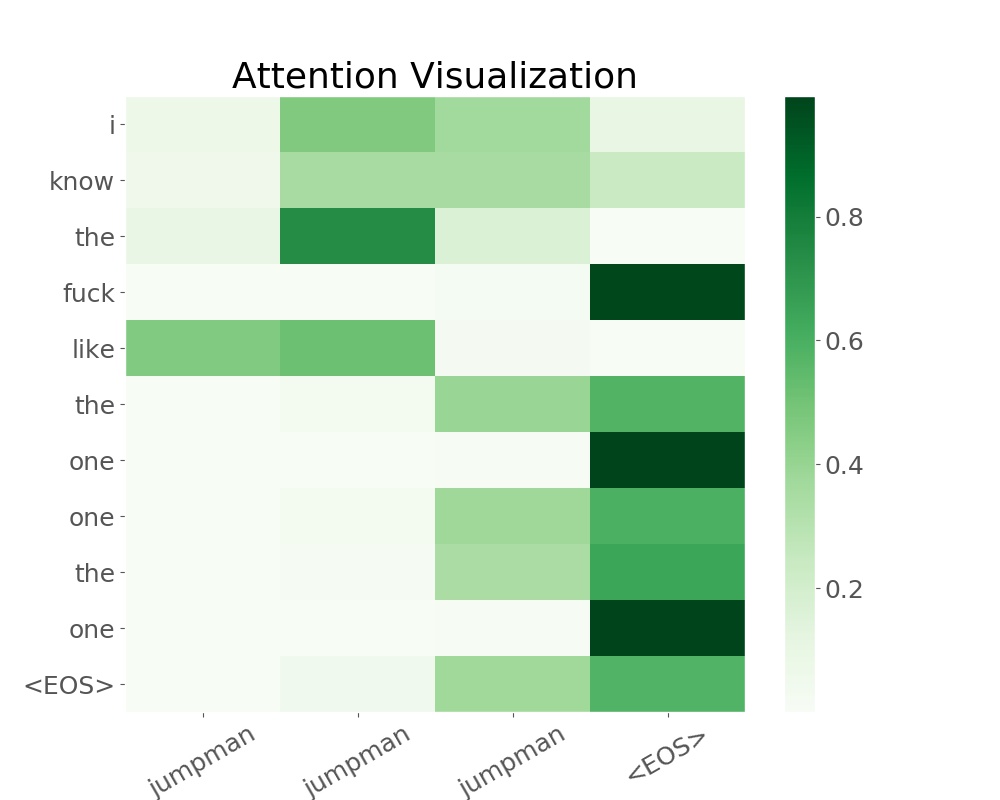 Attention Visualization
i
know
the
fuck
like
the
one
one
the
one
<EOS>
jumpman
jumpman
jumpman
<EOS>
0.8
0.6
0.4
0.2